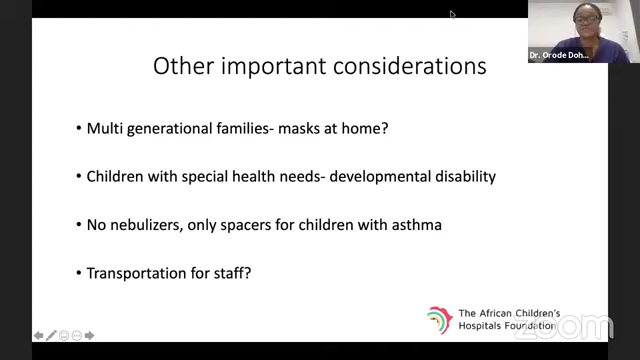 Dr. Orode Doh...
Other important considerations
• Multi generational families- masks at home?
• Children with special health needs- developmental disability
• No nebulizers, only spacers for children with asthma
• Transportation for staff?
The African Children's
Hospitals Foundation
zoom